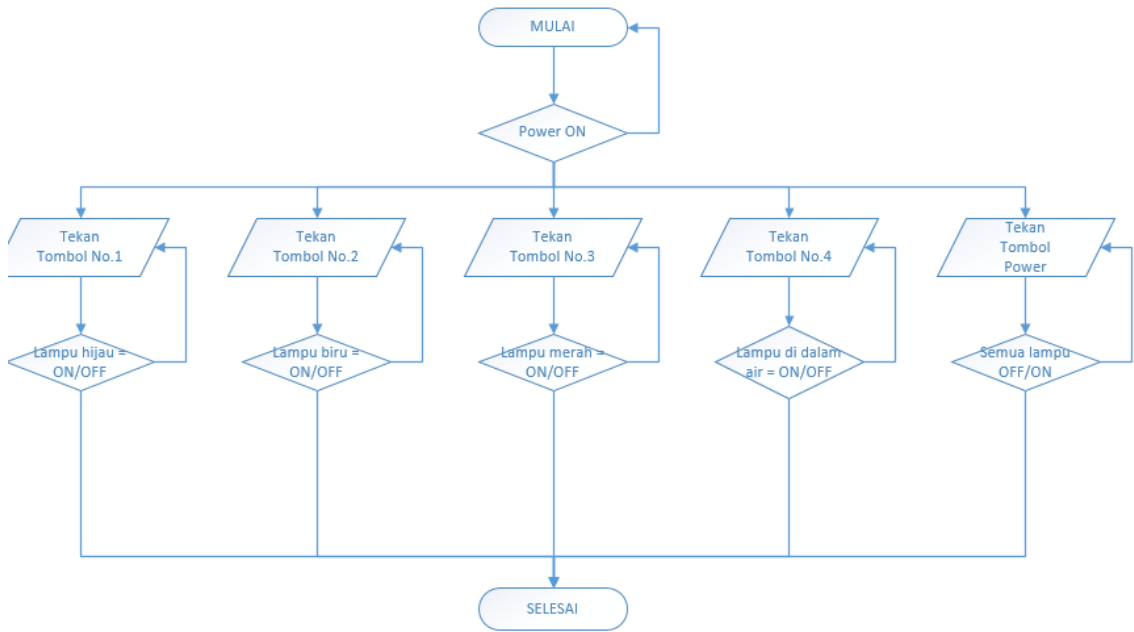 MULAI
Power ON
Tekan
Tombol No.1
Tekan
Tombol No.2
Tekan
Tombol No.3
Tekan
Tombol No.4
Tekan
Tombol
Power
Lampu hijau =
ON/OFF
Lampu biru =
ON/OFF
Lampu merah =
ON/OFF
Lampu di dalam
air = ON/OFF
Semua lampu
OFF/ON
SELESAI